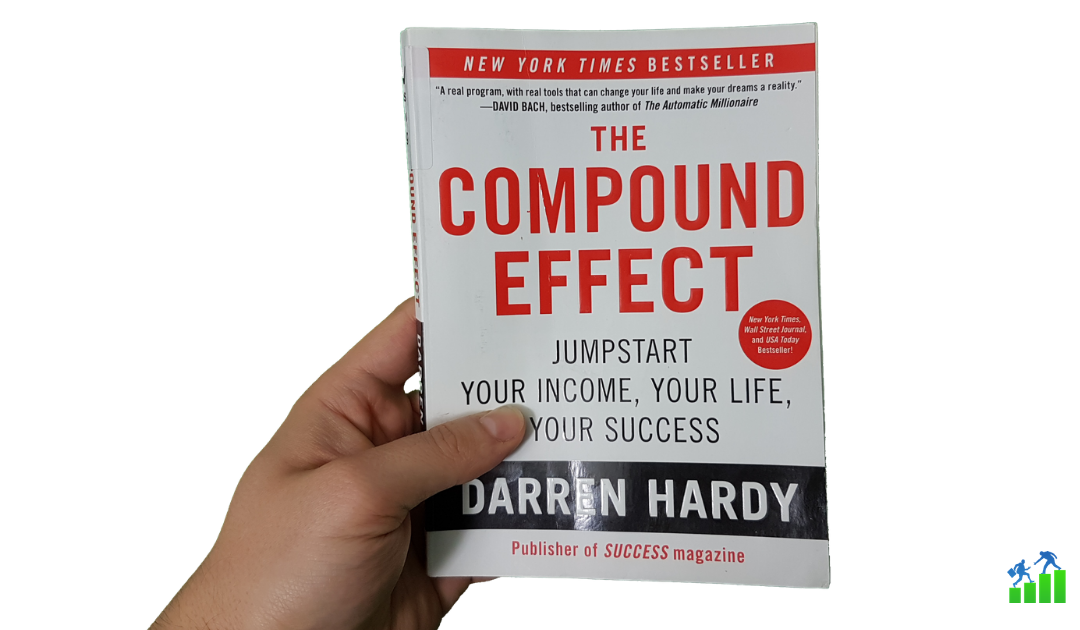 NEW YORK TIMES BESTSELLER
“A real program, with real tools that can change your life and make your dreams a reality.”
—DAVID BACH, bestselling author of The Automatic Millionaire
THE
COMPOUND
EFFECT
New York Times,
Wall Street Journal,
and USA Today
Bestseller!
JUMPSTART
YOUR INCOME, YOUR LIFE,
YOUR SUCCESS
DARREN HARDY
Publisher of SUCCESS magazine
EFFECT